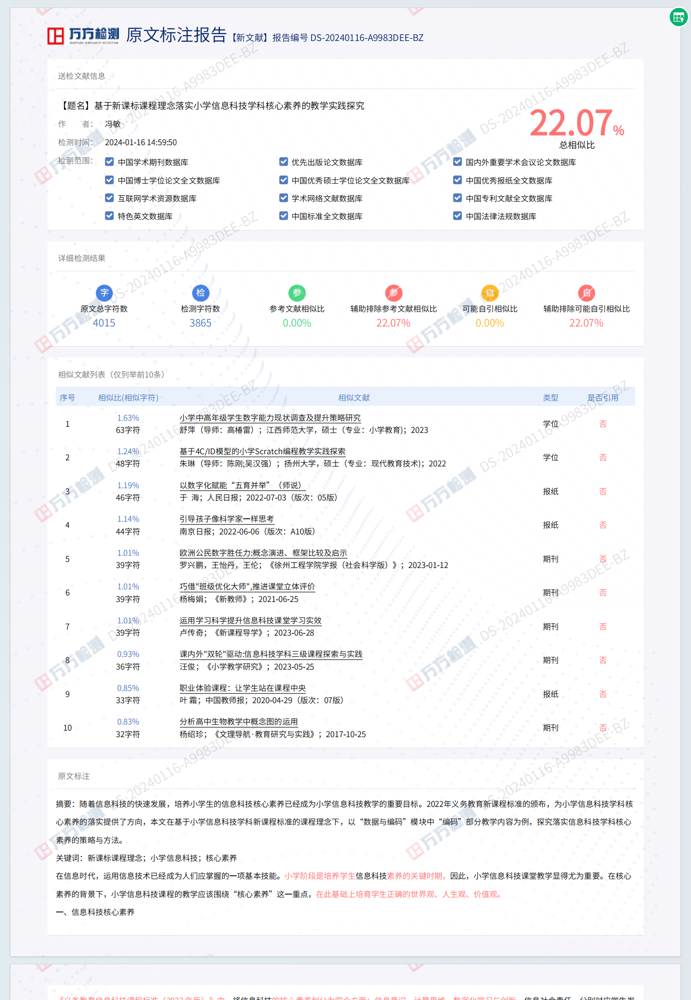 万方检测 原文标注报告【新文献】报告编号 DS-20240116-A9983DEE-BZ
WANFANG SIMILARITY DETECTION
送检文献信息
【题名】基于新课标课程理念落实小学信息科技学科核心素养的教学实践探究
作　　者： 冯敏
检测时间： 2024-01-16 14:59:50
22.07%
总相似比
检测范围： 中国学术期刊数据库 优先出版论文数据库 国内外重要学术会议论文数据库
中国博士学位论文全文数据库 中国优秀硕士学位论文全文数据库 中国优秀报纸全文数据库
互联网学术资源数据库 学术网络文献数据库 中国专利文献全文数据库
特色英文数据库 中国标准全文数据库 中国法律法规数据库
详细检测结果
字 检 参 参 自 自
原文总字符数 检测字符数 参考文献相似比 辅助排除参考文献相似比 可能自引相似比 辅助排除可能自引相似比
4015 3865 0.00% 22.07% 0.00% 22.07%
相似文献列表（仅列举前10条）
序号 相似比(相似字符) 相似文献 类型 是否引用
1 1.63% 小学中高年级学生数字能力现状调查及提升策略研究 学位 否
63字符 舒萍（导师：高椿雷）；江西师范大学，硕士（专业：小学教育)；2023
2 1.24% 基于4C/ID模型的小学Scratch编程教学实践探索 学位 否
48字符 朱琳（导师：陈刚;吴汉强）；扬州大学，硕士（专业：现代教育技术)；2022
3 1.19% 以数字化赋能“五育并举”（师说） 报纸 否
46字符 于 海；人民日报；2022-07-03（版次：05版）
4 1.14% 引导孩子像科学家一样思考 报纸 否
44字符 南京日报；2022-06-06（版次：A10版）
5 1.01% 欧洲公民数字胜任力:概念演进、框架比较及启示 期刊 否
39字符 罗兴鹏，王怡丹，王伦；《徐州工程学院学报（社会科学版）》；2023-01-12
6 1.01% 巧借"班级优化大师",推进课堂立体评价 期刊 否
39字符 杨梅娟；《新教师》；2021-06-25
7 1.01% 运用学习科学提升信息科技课堂学习实效 期刊 否
39字符 卢传奇；《新课程导学》；2023-06-28
8 0.93% 课内外"双轮"驱动:信息科技学科三级课程探索与实践 期刊 否
36字符 汪俊；《小学教学研究》；2023-05-25
9 0.85% 职业体验课程：让学生站在课程中央 报纸 否
33字符 叶 霜；中国教师报；2020-04-29（版次：07版）
10 0.83% 分析高中生物教学中概念图的运用 期刊 否
32字符 杨绍珍；《文理导航·教育研究与实践》；2017-10-25
原文标注
摘要：随着信息科技的快速发展，培养小学生的信息科技核心素养已经成为小学信息科技教学的重要目标。2022年义务教育新课程标准的颁布，为小学信息科技学科核
心素养的落实提供了方向，本文在基于小学信息科技学科新课程标准的课程理念下，以“数据与编码”模块中“编码”部分教学内容为例，探究落实信息科技学科核心
素养的策略与方法。
关键词：新课标课程理念；小学信息科技；核心素养
在信息时代，运用信息技术已经成为人们应掌握的一项基本技能。小学阶段是培养学生信息科技素养的关键时期，因此，小学信息科技课堂教学显得尤为重要。在核心
素养的背景下，小学信息科技课程的教学应该围绕“核心素养”这一重点，在此基础上培育学生正确的世界观、人生观、价值观。
一、信息科技核心素养
《义务教育信息科技课程标准（2022 年版）》中，将信息科技的核心素养划分为四个方面：信息意识、计算思维、数字化学习与创新、信息社会责任，分别对应学生发